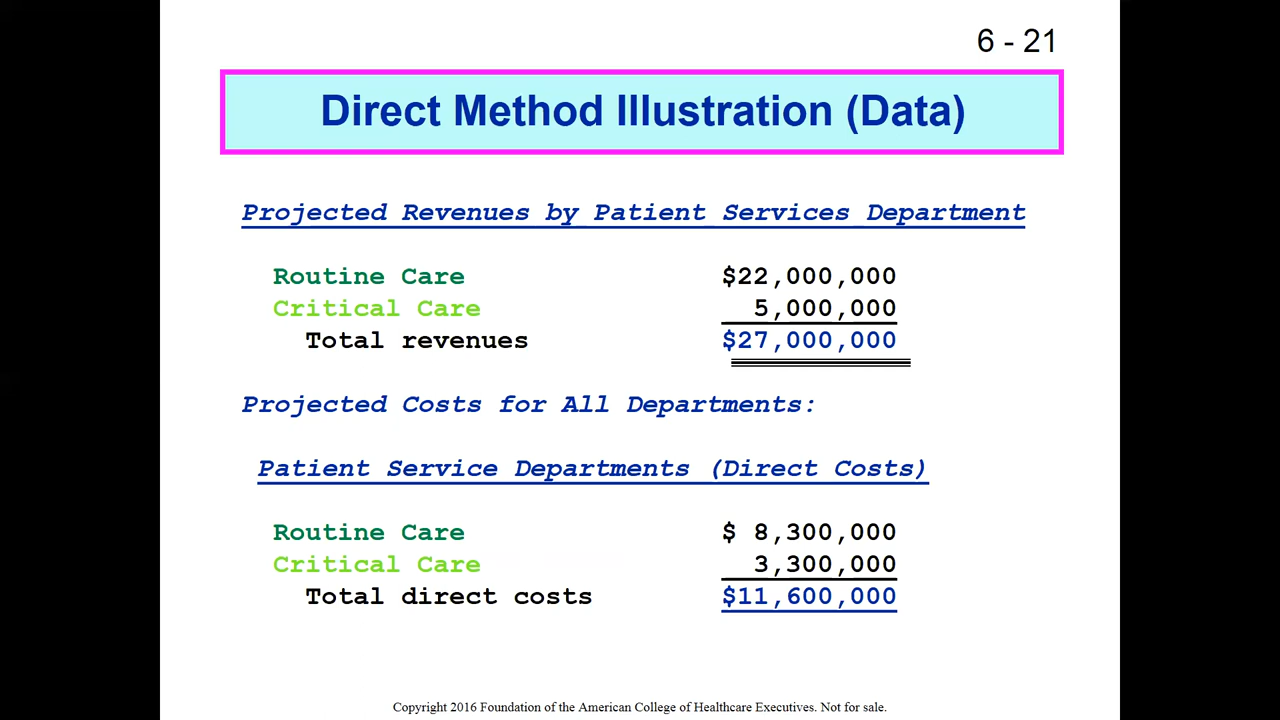 6 - 21
Direct Method Illustration (Data)
Projected Revenues by Patient Services Department
Routine Care $22,000,000
Critical Care 5,000,000
Total revenues $27,000,000
Projected Costs for All Departments:
Patient Service Departments (Direct Costs)
Routine Care $ 8,300,000
Critical Care 3,300,000
Total direct costs $11,600,000
Copyright 2016 Foundation of the American College of Healthcare Executives. Not for sale.